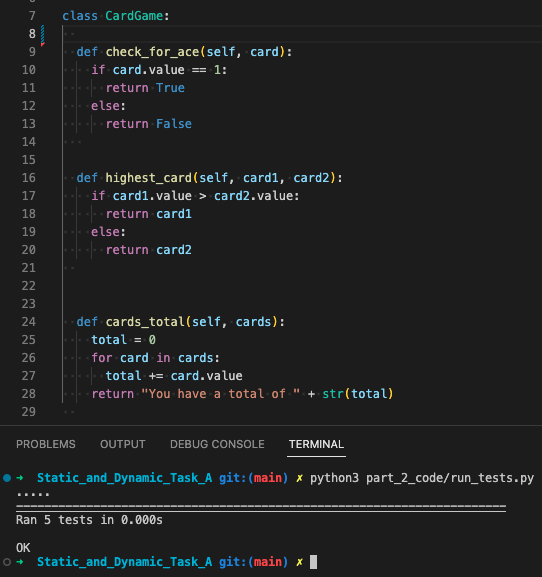 7 class CardGame:
8
9 def check_for_ace(self, card):
10 if card.value == 1:
11 return True
12 else:
13 return False
14
15
16 def highest_card(self, card1, card2):
17 if card1.value > card2.value:
18 return card1
19 else:
20 return card2
21
22
23
24 def cards_total(self, cards):
25 total = 0
26 for card in cards:
27 total += card.value
28 return "You have a total of " + str(total)
29
PROBLEMS OUTPUT DEBUG CONSOLE TERMINAL
➜ Static_and_Dynamic_Task_A git:(main) ✗ python3 part_2_code/run_tests.py
.....
----------------------------------------------------------------------
Ran 5 tests in 0.000s
OK
➜ Static_and_Dynamic_Task_A git:(main) ✗